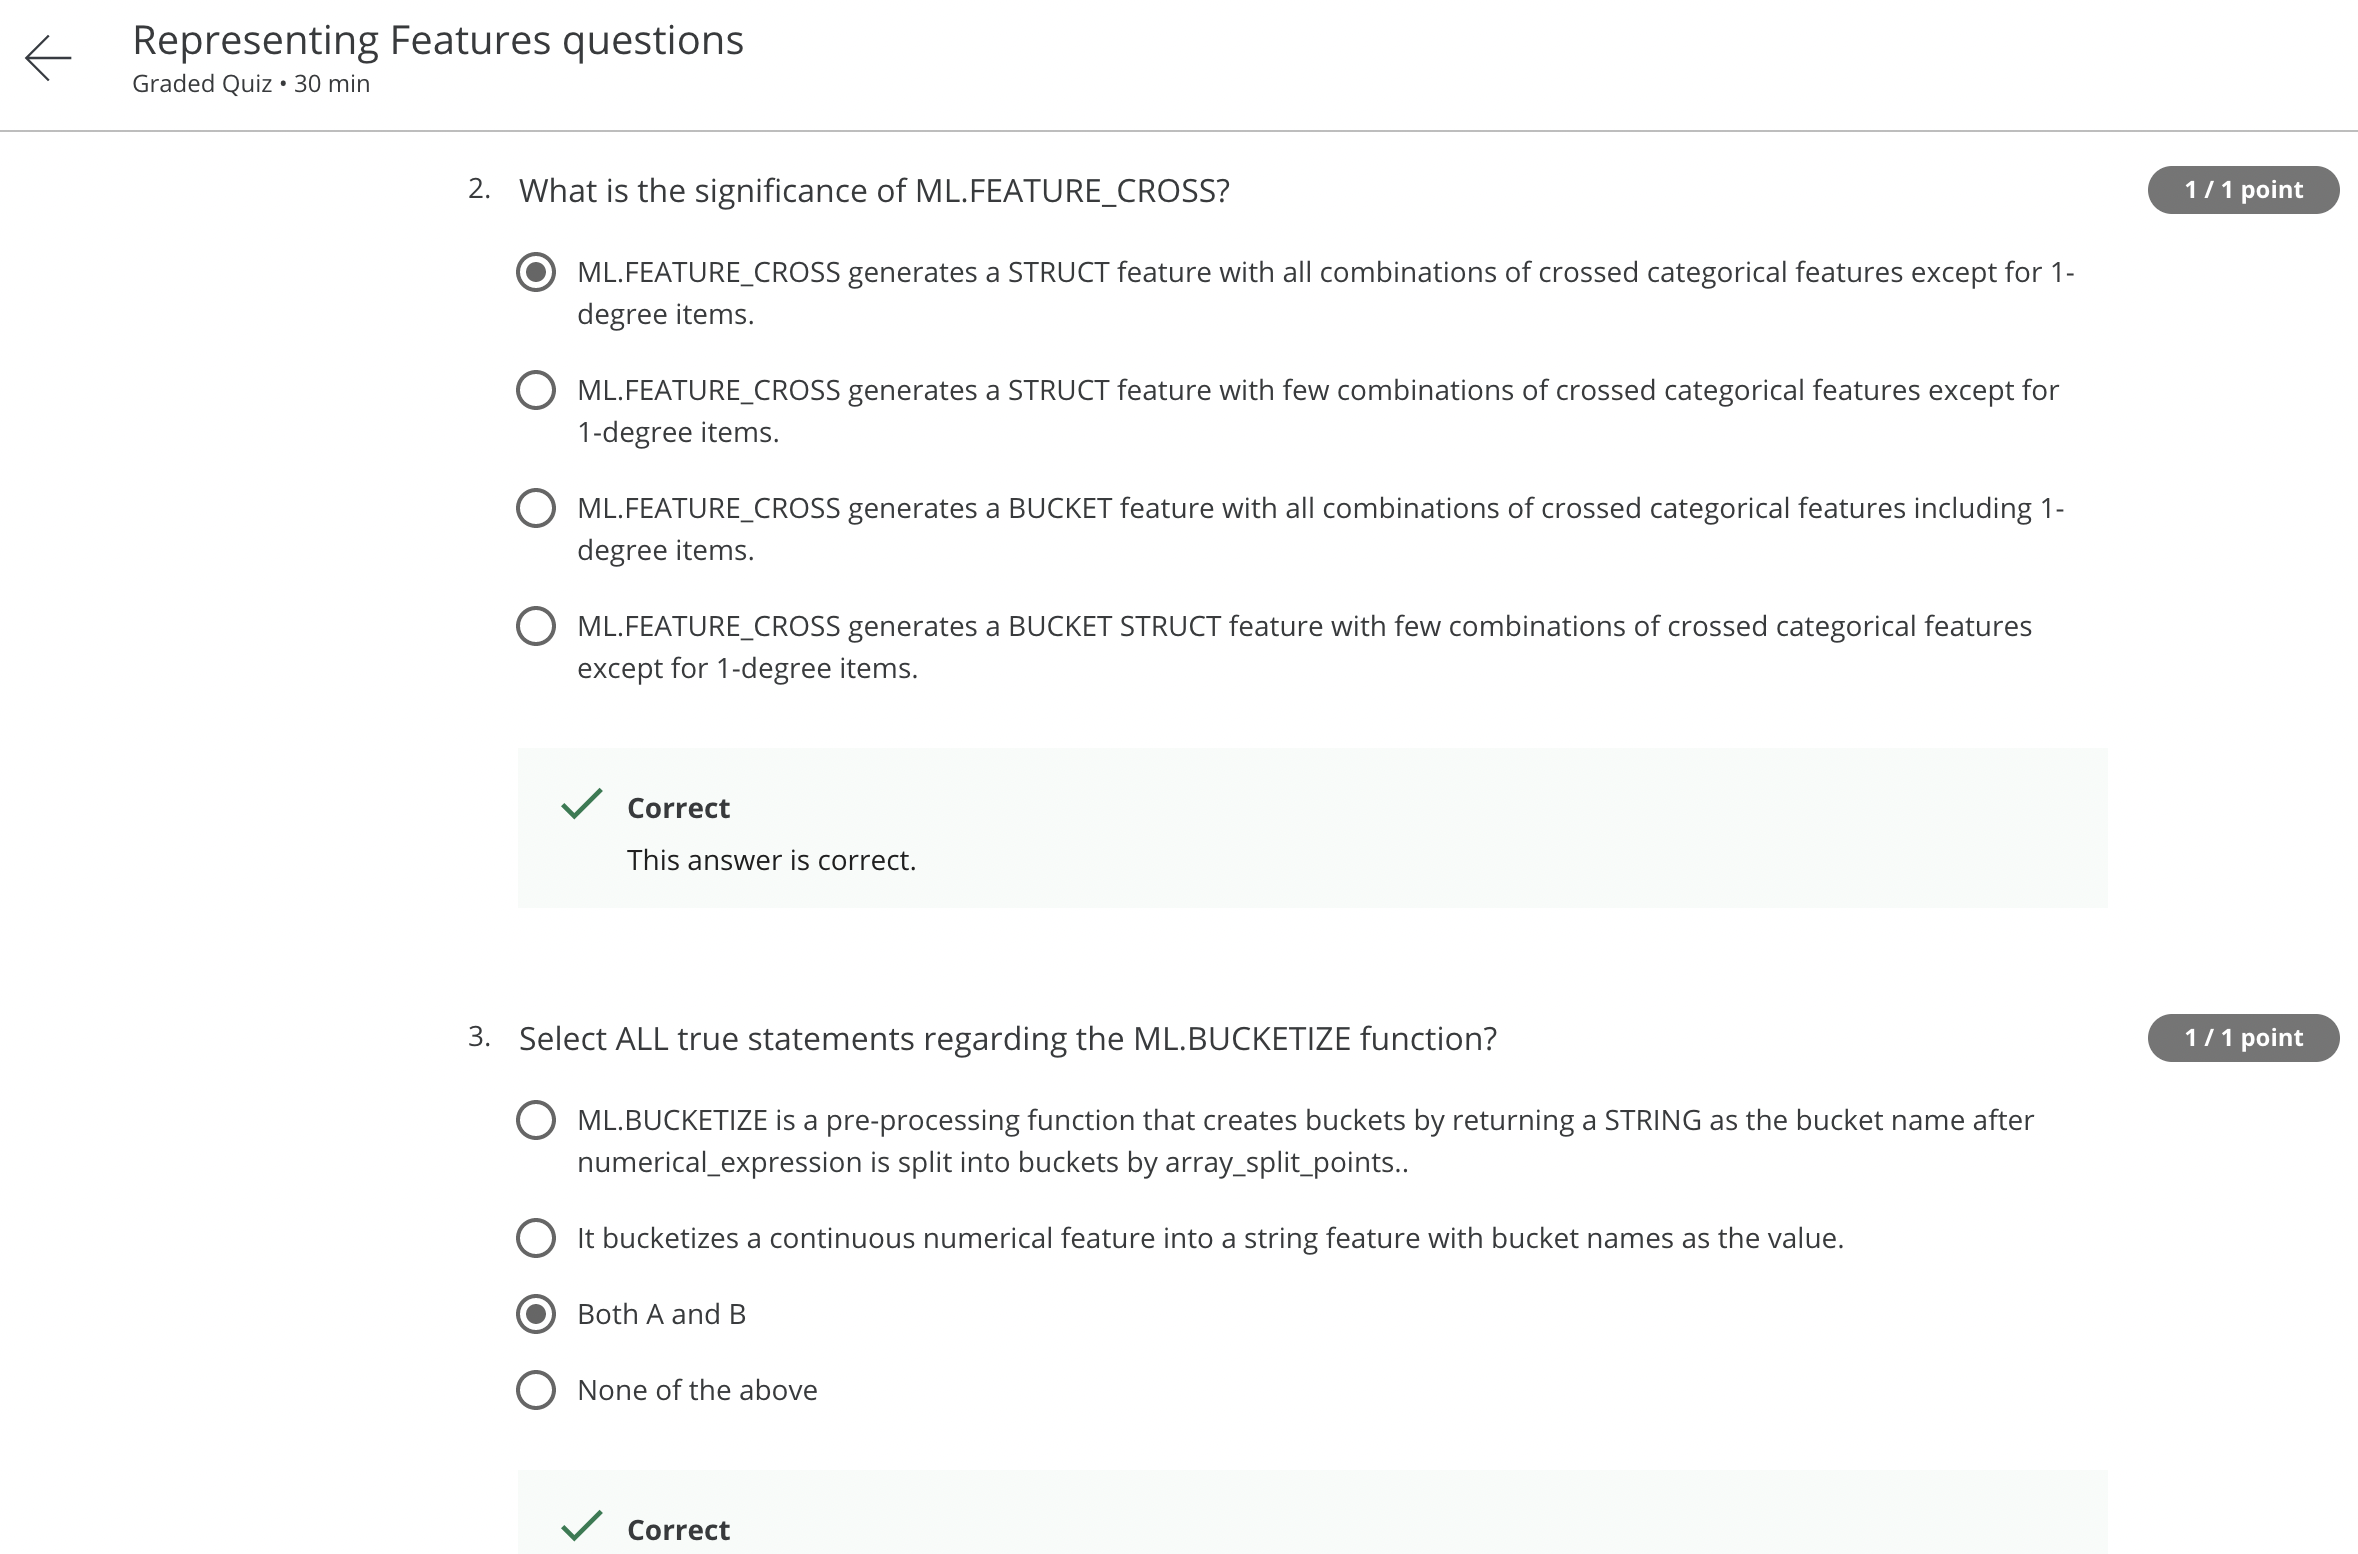 Representing Features questions
Graded Quiz • 30 min
2. What is the significance of ML.FEATURE_CROSS?
1 / 1 point
ML.FEATURE_CROSS generates a STRUCT feature with all combinations of crossed categorical features except for 1-
degree items.
ML.FEATURE_CROSS generates a STRUCT feature with few combinations of crossed categorical features except for
1-degree items.
ML.FEATURE_CROSS generates a BUCKET feature with all combinations of crossed categorical features including 1-
degree items.
ML.FEATURE_CROSS generates a BUCKET STRUCT feature with few combinations of crossed categorical features
except for 1-degree items.
Correct
This answer is correct.
3. Select ALL true statements regarding the ML.BUCKETIZE function?
1 / 1 point
ML.BUCKETIZE is a pre-processing function that creates buckets by returning a STRING as the bucket name after
numerical_expression is split into buckets by array_split_points..
It bucketizes a continuous numerical feature into a string feature with bucket names as the value.
Both A and B
None of the above
Correct